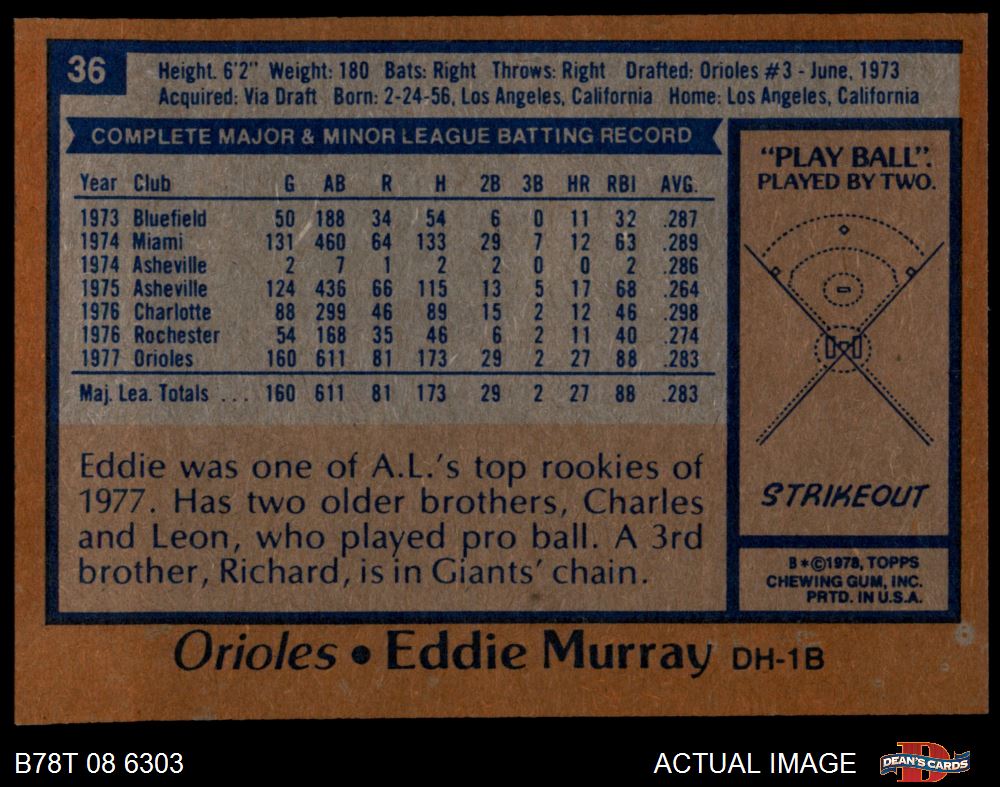 36
Height. 6'2" Weight: 180 Bats: Right Throws: Right Drafted: Orioles #3 - June, 1973
Acquired: Via Draft Born: 2-24-56, Los Angeles, California Home: Los Angeles, California
COMPLETE MAJOR & MINOR LEAGUE BATTING RECORD
Year Club G AB R H 2B 3B HR RBI AVG.
1973 Bluefield 50 188 34 54 6 0 11 32 .287
1974 Miami 131 460 64 133 29 7 12 63 .289
1974 Asheville 2 7 1 2 2 0 0 2 .286
1975 Asheville 124 436 66 115 13 5 17 68 .264
1976 Charlotte 88 299 46 89 15 2 12 46 .298
1976 Rochester 54 168 35 46 6 2 11 40 .274
1977 Orioles 160 611 81 173 29 2 27 88 .283
Maj. Lea. Totals ... 160 611 81 173 29 2 27 88 .283
Eddie was one of A.L.'s top rookies of
1977. Has two older brothers, Charles
and Leon, who played pro ball. A 3rd
brother, Richard, is in Giants' chain.
"PLAY BALL".
PLAYED BY TWO.
STRIKEOUT
B*©1978, TOPPS
CHEWING GUM, INC.
PRTD. IN U.S.A.
Orioles • Eddie Murray DH-1B
B78T 08 6303
ACTUAL IMAGE
DEAN'S CARDS